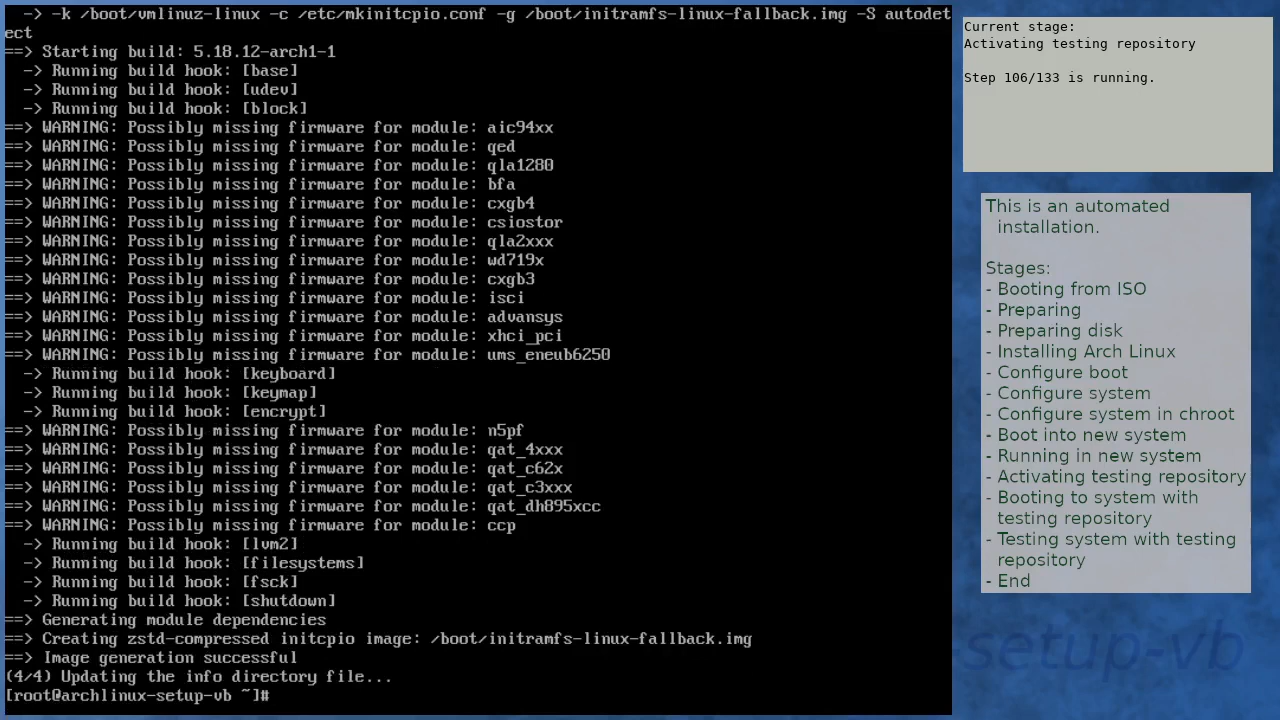 -> -k /boot/vmlinuz-linux -c /etc/mkinitcpio.conf -g /boot/initramfs-linux-fallback.img -S autodet
ect
==> Starting build: 5.18.12-arch1-1
  -> Running build hook: [base]
  -> Running build hook: [udev]
  -> Running build hook: [block]
==> WARNING: Possibly missing firmware for module: aic94xx
==> WARNING: Possibly missing firmware for module: qed
==> WARNING: Possibly missing firmware for module: qla1280
==> WARNING: Possibly missing firmware for module: bfa
==> WARNING: Possibly missing firmware for module: cxgb4
==> WARNING: Possibly missing firmware for module: csiostor
==> WARNING: Possibly missing firmware for module: qla2xxx
==> WARNING: Possibly missing firmware for module: wd719x
==> WARNING: Possibly missing firmware for module: cxgb3
==> WARNING: Possibly missing firmware for module: isci
==> WARNING: Possibly missing firmware for module: advansys
==> WARNING: Possibly missing firmware for module: xhci_pci
==> WARNING: Possibly missing firmware for module: ums_eneub6250
  -> Running build hook: [keyboard]
  -> Running build hook: [keymap]
  -> Running build hook: [encrypt]
==> WARNING: Possibly missing firmware for module: n5pf
==> WARNING: Possibly missing firmware for module: qat_4xxx
==> WARNING: Possibly missing firmware for module: qat_c62x
==> WARNING: Possibly missing firmware for module: qat_c3xxx
==> WARNING: Possibly missing firmware for module: qat_dh895xcc
==> WARNING: Possibly missing firmware for module: ccp
  -> Running build hook: [lvm2]
  -> Running build hook: [filesystems]
  -> Running build hook: [fsck]
  -> Running build hook: [shutdown]
==> Generating module dependencies
==> Creating zstd-compressed initcpio image: /boot/initramfs-linux-fallback.img
==> Image generation successful
(4/4) Updating the info directory file...
[root@archlinux-setup-vb ~]#
Current stage:
Activating testing repository
Step 106/133 is running.
This is an automated
installation.
Stages:
- Booting from ISO
- Preparing
- Preparing disk
- Installing Arch Linux
- Configure boot
- Configure system
- Configure system in chroot
- Boot into new system
- Running in new system
- Activating testing repository
- Booting to system with
testing repository
- Testing system with testing
repository
- End
-setup-vb